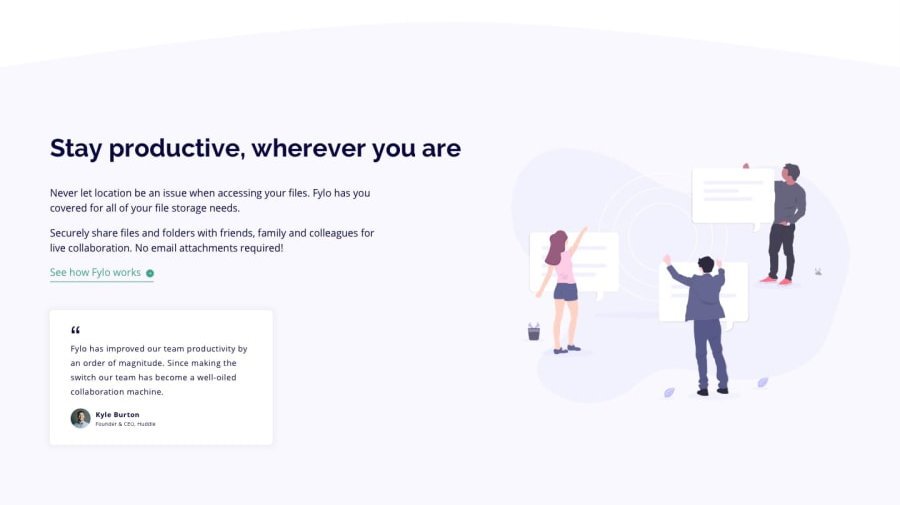 Stay productive, wherever you are
Never let location be an issue when accessing your files. Fylo has you
covered for all of your file storage needs.
Securely share files and folders with friends, family and colleagues for
live collaboration. No email attachments required!
See how Fylo works
“
Fylo has improved our team productivity by
an order of magnitude. Since making the
switch our team has become a well-oiled
collaboration machine.
Kyle Burton
Founder & CEO, Huddle